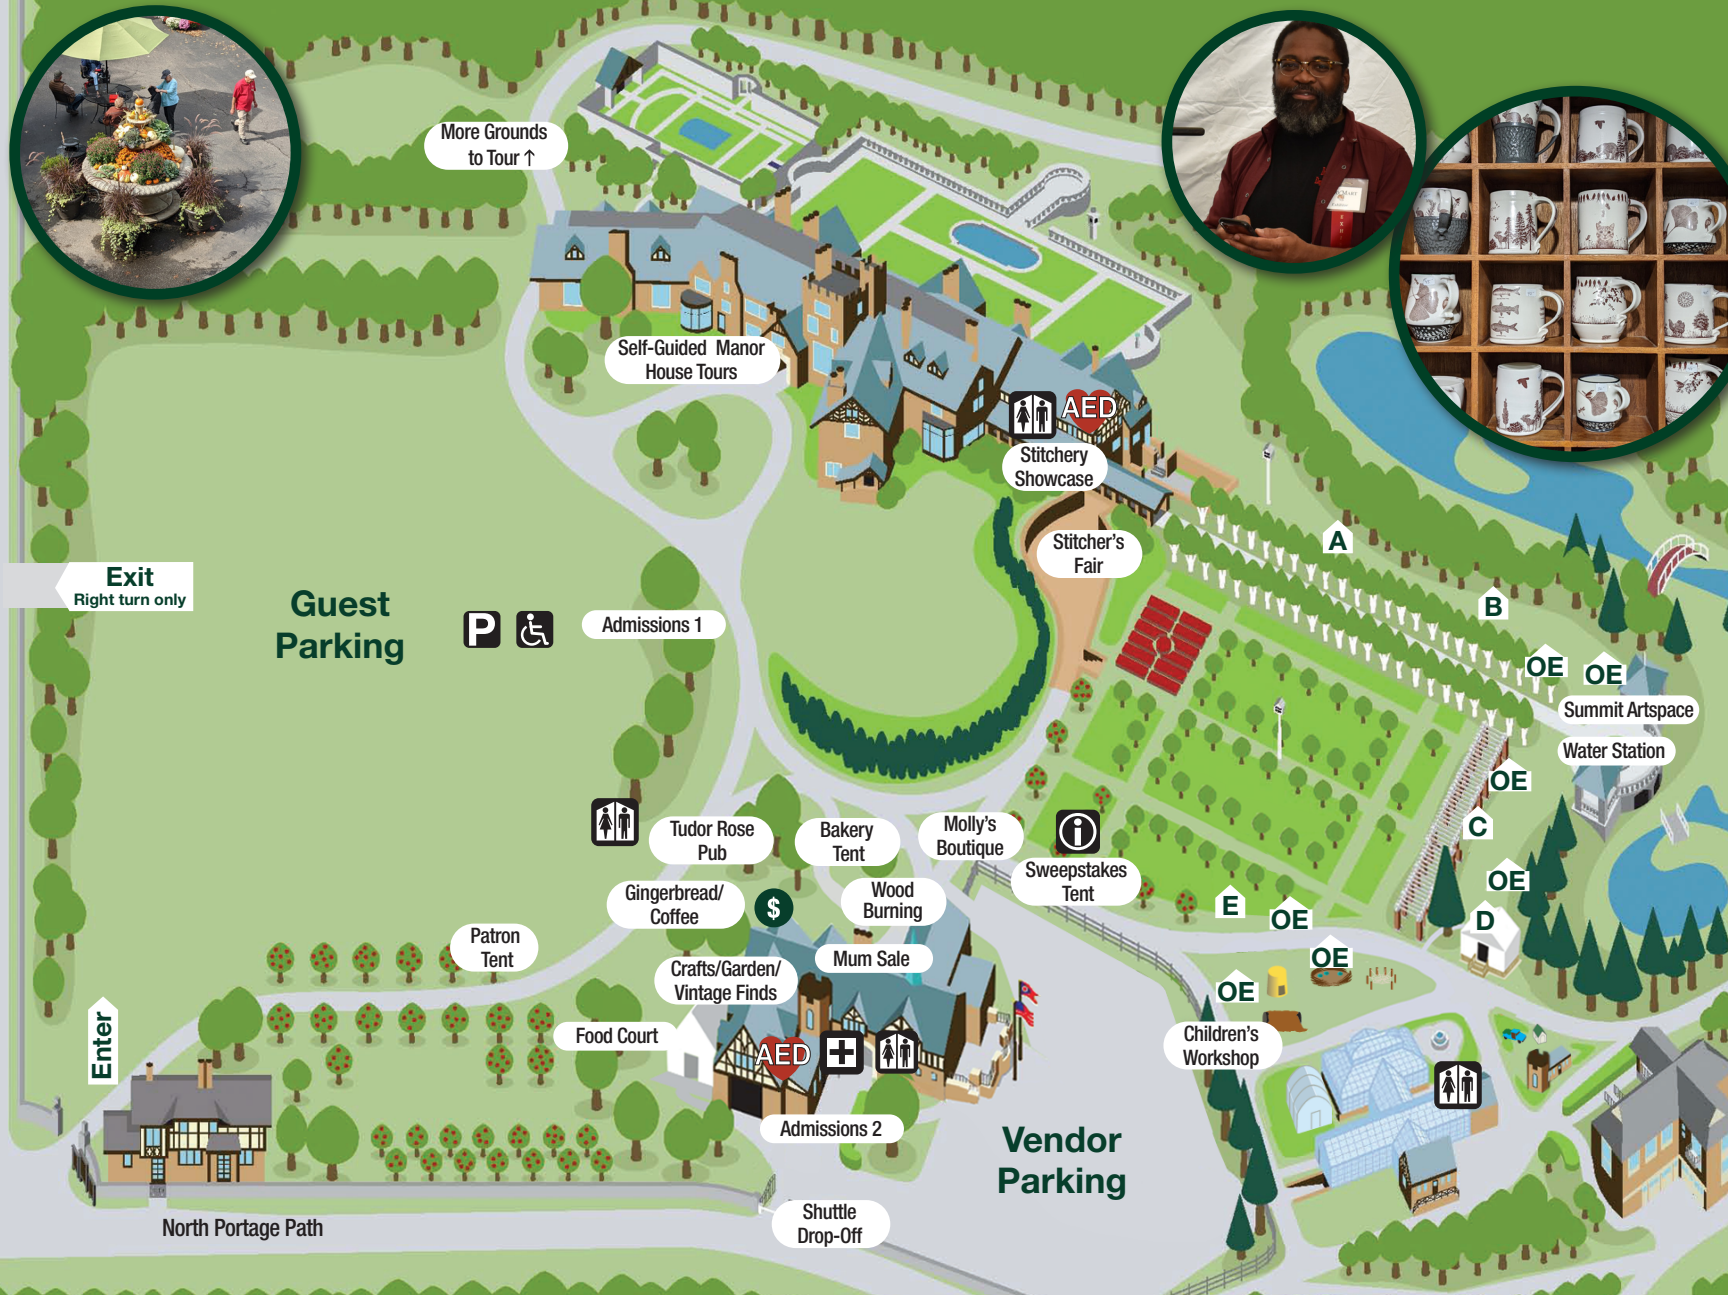 More Grounds
to Tour ↑
Self-Guided Manor
House Tours
AED
Stitchery
Showcase
Stitcher's
Fair
A
B
Exit
Right turn only
Guest
Parking
P
Admissions 1
OE
OE
Summit Artspace
Water Station
OE
C
Tudor Rose
Pub
Bakery
Tent
Molly's
Boutique
i
Sweepstakes
Tent
Gingerbread/
Coffee
$
Wood
Burning
E
OE
OE
D
Patron
Tent
Mum Sale
OE
Crafts/Garden/
Vintage Finds
OE
Enter
Food Court
AED
Children's
Workshop
Admissions 2
Vendor
Parking
Shuttle
Drop-Off
North Portage Path